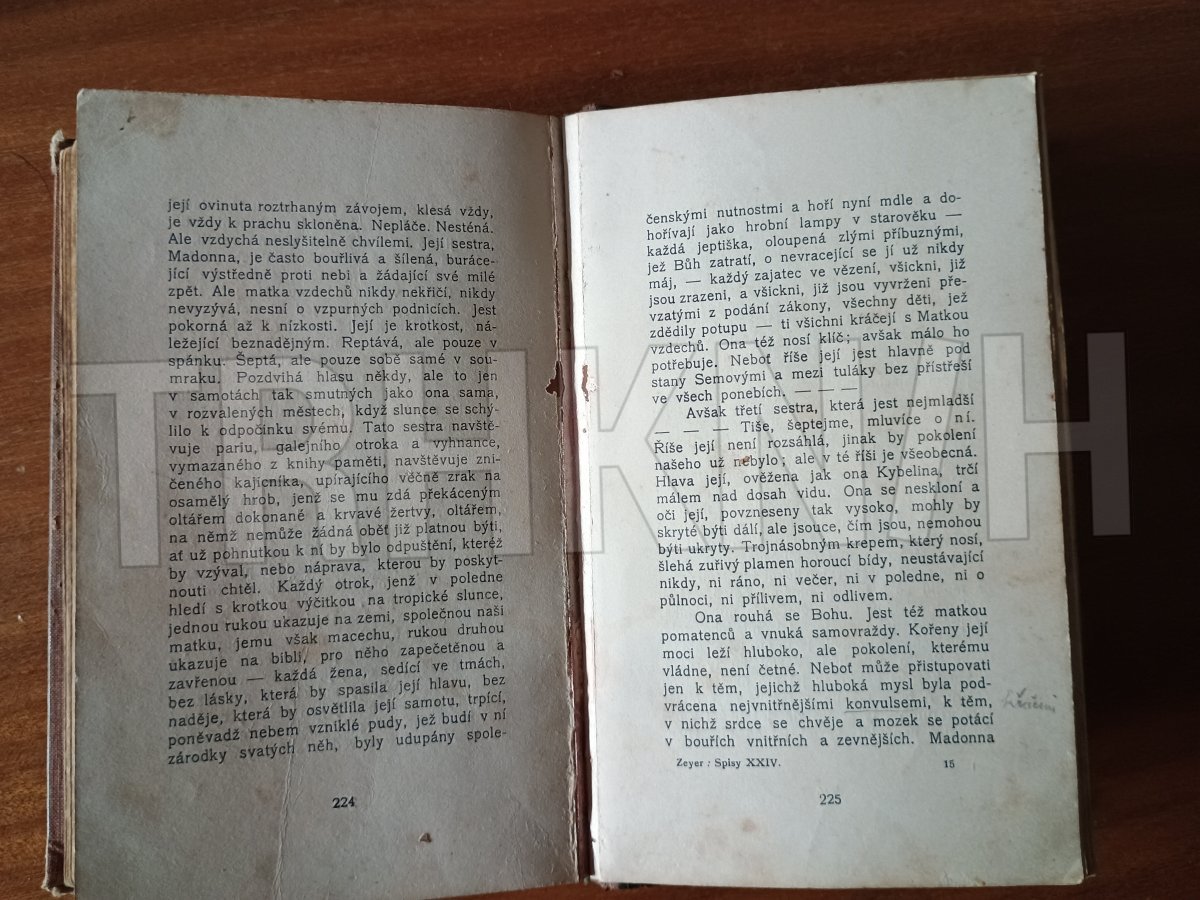 její ovinuta roztrhaným závojem, klesá vždy,
je vždy k prachu skloněna. Nepláče. Nesténá.
Ale vzdychá neslyšitelně chvílemi. Její sestra,
Madonna, je často bouřlivá a šílená, buráce-
jící výstředně proti nebi a žádající své milé
zpět. Ale matka vzdechů nikdy nekřičí, nikdy
nevyzývá, nesní o vzpurných podnicích. Jest
pokorná až k nízkosti. Její je krotkost, ná-
ležející beznadějným. Reptává, ale pouze v
spánku. Šeptá, ale pouze sobě samé v sou-
mraku. Pozdvihá hlasu někdy, ale to jen
v samotách tak smutných jako ona sama,
v rozvalených městech, když slunce se schý-
lilo k odpočinku svému. Tato sestra navště-
vuje pariu, galejního otroka a vyhnance,
vymazaného z knihy paměti, navštěvuje zni-
čeného kajicníka, upírajícího věčně zrak na
osamělý hrob, jenž se mu zdá překáceným
oltářem dokonané a krvavé žertvy, oltářem,
na němž nemůže žádná oběť již platnou býti,
ať už pohnutkou k ní by bylo odpuštění, kteréž
by vzýval, nebo náprava, kterou by poskyt-
nouti chtěl. Každý otrok, jenž v poledne
hledí s krotkou výčitkou na tropické slunce,
jednou rukou ukazuje na zemi, společnou naši
matku, jemu však macechu, rukou druhou
ukazuje na bibli, pro něho zapečetěnou a
zavřenou — každá žena, sedící ve tmách,
bez lásky, která by spasila její hlavu, bez
naděje, která by osvětlila její samotu, trpící,
poněvadž nebem vzniklé pudy, jež budí v ní
zárodky svatých něh, byly udupány spole-
224
čenskými nutnostmi a hoří nyní mdle a do-
hořívají jako hrobní lampy v starověku —
každá jeptiška, oloupená zlými příbuznými,
jež Bůh zatratí, o nevracející se jí už nikdy
máj, — každý zajatec ve vězení, všickni, již
jsou zrazeni, a všickni, již jsou vyvrženi pře-
vzatými z podání zákony, všechny děti, jež
zdědily potupu — ti všichni kráčejí s Matkou
vzdechů. Ona též nosí klíč; avšak málo ho
potřebuje. Neboť říše její jest hlavně pod
stany Semovými a mezi tuláky bez přístřeší
ve všech ponebích. — — —
Avšak třetí sestra, která jest nejmladší
— — — Tiše, šeptejme, mluvíce o ní.
Říše její není rozsáhlá, jinak by pokolení
našeho už nebylo; ale v té říši je všeobecná.
Hlava její, ověžena jak ona Kybelina, trčí
málem nad dosah vidu. Ona se neskloní a
oči její, povzneseny tak vysoko, mohly by
skryté býti dálí, ale jsouce, čím jsou, nemohou
býti ukryty. Trojnásobným krepem, který nosí,
šlehá zuřivý plamen horoucí bídy, neustávající
nikdy, ni ráno, ni večer, ni v poledne, ni o
půlnoci, ni přílivem, ni odlivem.
Ona rouhá se Bohu. Jest též matkou
pomatenců a vnuká samovraždy. Kořeny její
moci leží hluboko, ale pokolení, kterému
vládne, není četné. Neboť může přistupovati
jen k těm, jejichž hluboká mysl byla pod-
vrácena nejvnitřnějšími konvulsemi, k těm,
v nichž srdce se chvěje a mozek se potácí
v bouřích vnitřních a zevnějších. Madonna
Zeyer: Spisy XXIV. 15
225